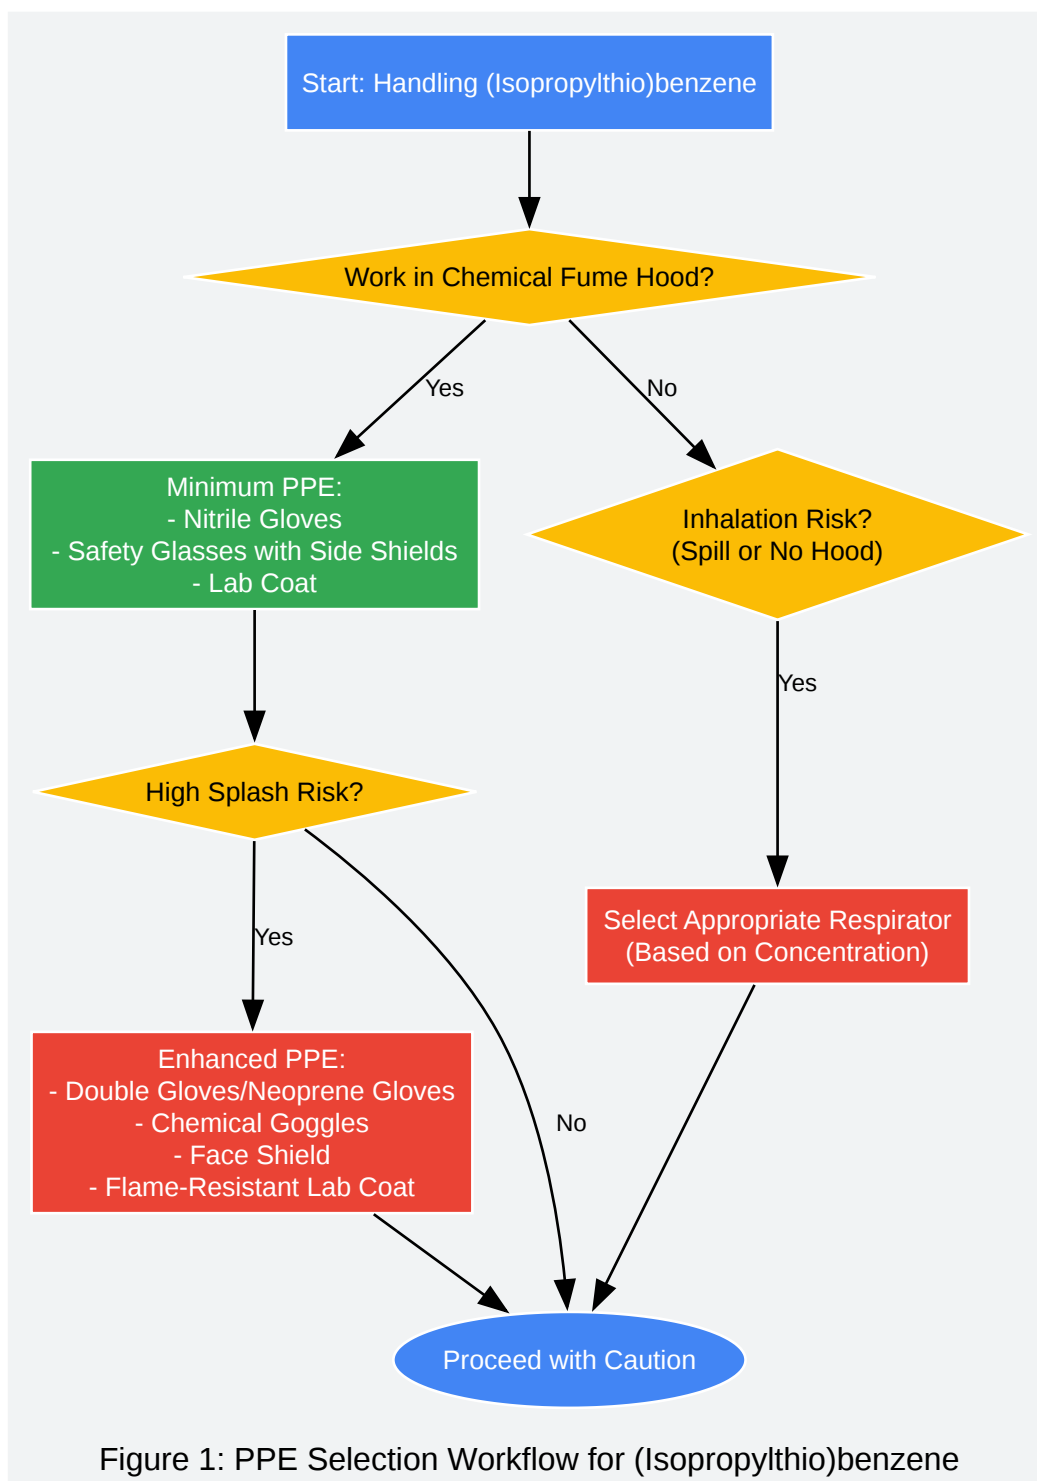 Start: Handling (Isopropylthio)benzene
Work in Chemical Fume Hood?
Yes
No
Minimum PPE:
- Nitrile Gloves
- Safety Glasses with Side Shields
- Lab Coat
Inhalation Risk?
(Spill or No Hood)
Yes
High Splash Risk?
Yes
Select Appropriate Respirator
(Based on Concentration)
Enhanced PPE:
- Double Gloves/Neoprene Gloves
- Chemical Goggles
- Face Shield
- Flame-Resistant Lab Coat
No
Proceed with Caution
Figure 1: PPE Selection Workflow for (Isopropylthio)benzene